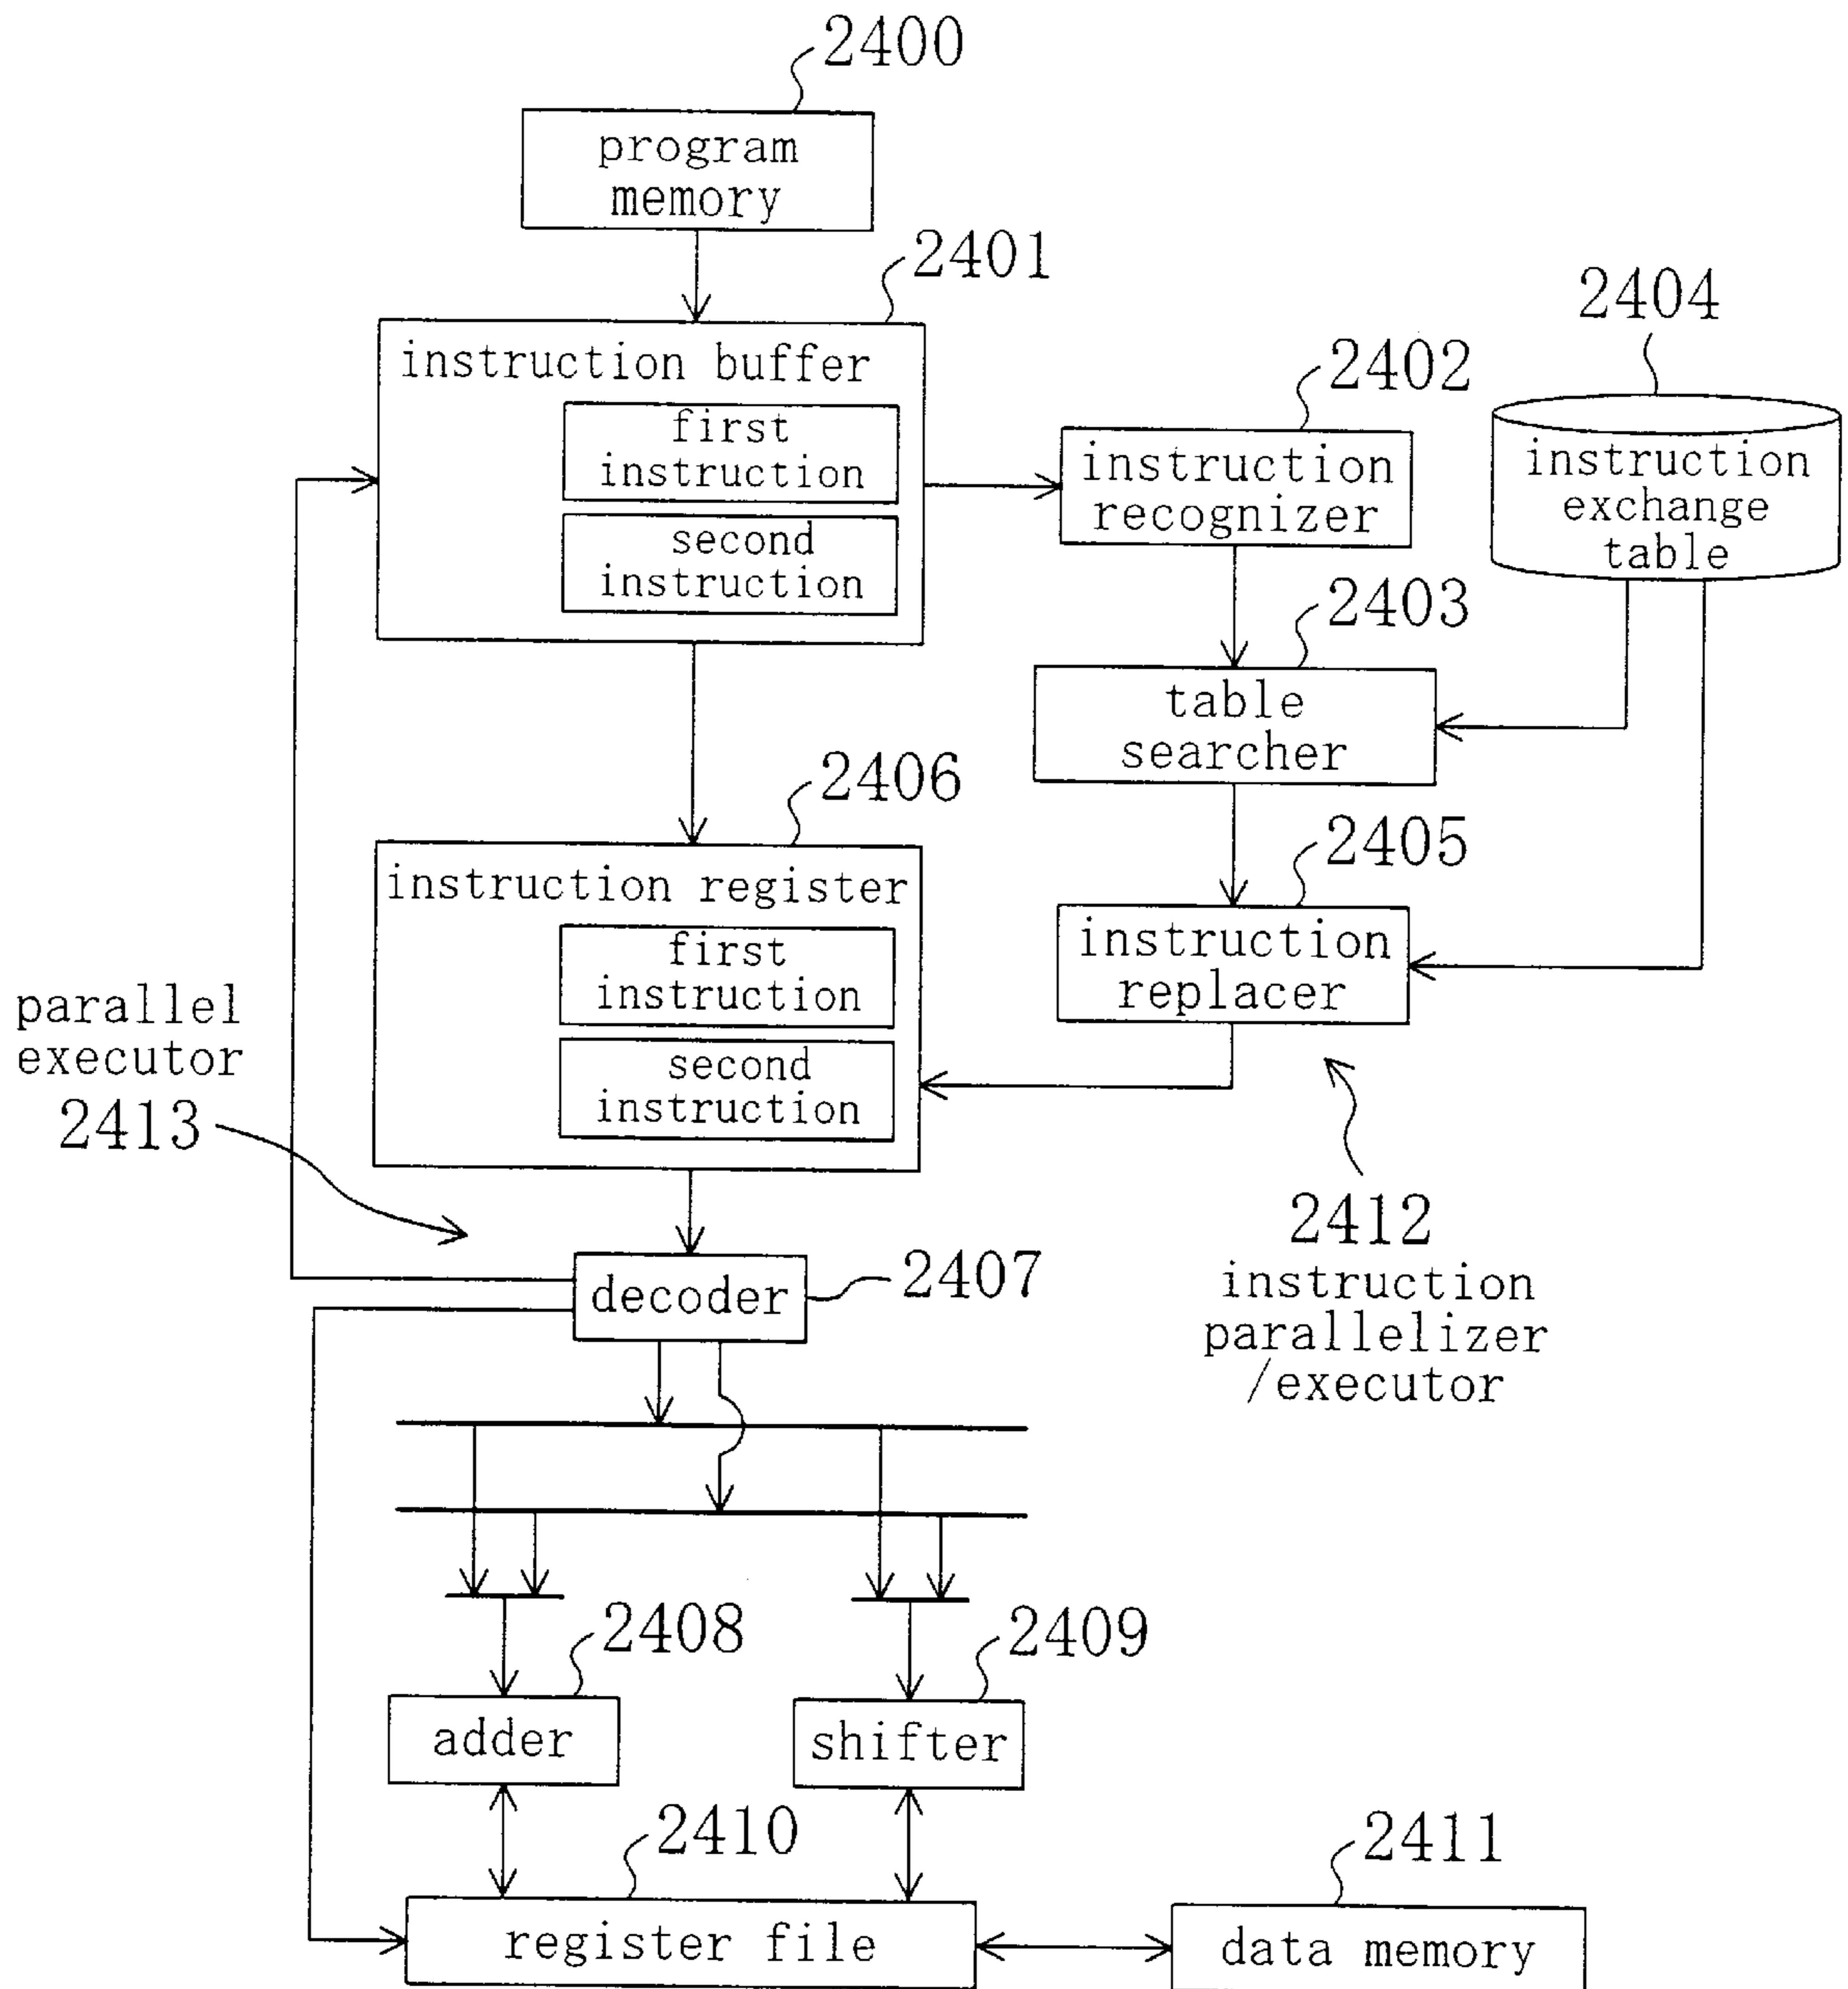 2400
program
memory
2401
instruction buffer
first
instruction
second
instruction
2402
instruction
recognizer
2404
instruction
exchange
table
2403
table
searcher
2406
instruction register
first
instruction
second
instruction
2405
instruction
replacer
parallel
executor
2413
2412
instruction
parallelizer
/executor
decoder
2407
2408
adder
2409
shifter
2410
register file
2411
data memory